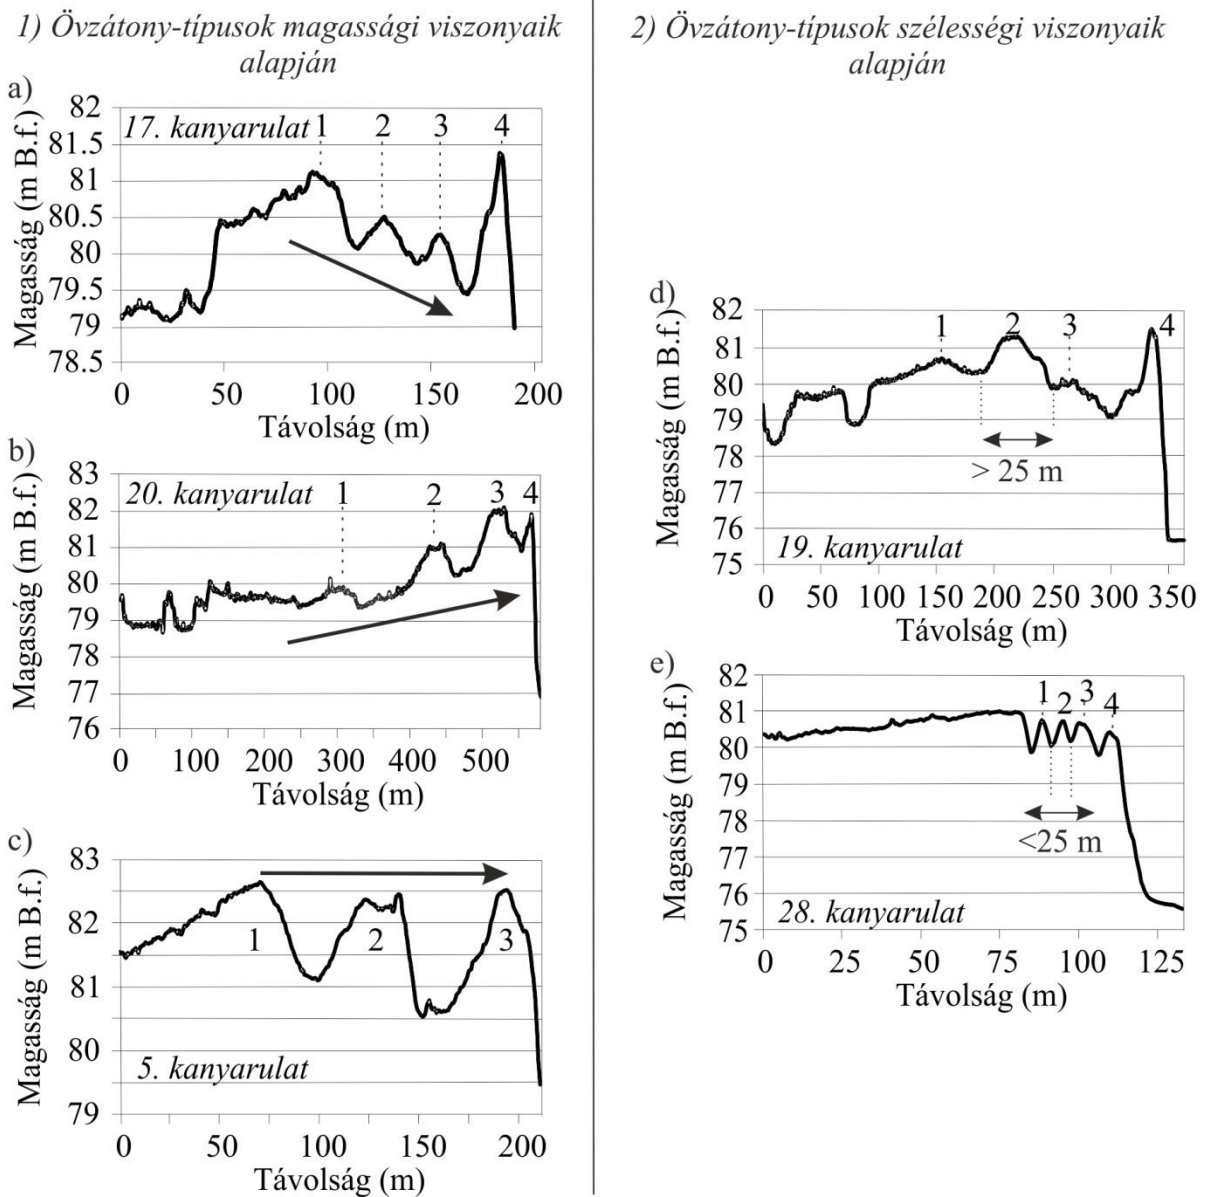 1) Övzátony-típusok magassági viszonyaik
alapján
a)
Magasság (m B.f.)
82
81.5
81
80.5
80
79.5
79
78.5
17. kanyarulat
1 2 3 4
0 50 100 150 200
Távolság (m)
b)
Magasság (m B.f.)
83
82
81
80
79
78
77
76
20. kanyarulat
1 2 3 4
0 100 200 300 400 500
Távolság (m)
c)
Magasság (m B.f.)
83
82
81
80
79
1 2 3
5. kanyarulat
0 50 100 150 200
Távolság (m)
2) Övzátony-típusok szélességi viszonyaik
alapján
d)
Magasság (m B.f.)
82
81
80
79
78
77
76
75
1 2 3 4
> 25 m
19. kanyarulat
0 50 100 150 200 250 300 350
Távolság (m)
e)
Magasság (m B.f.)
82
81
80
79
78
77
76
75
1 2 3 4
<25 m
28. kanyarulat
0 25 50 75 100 125
Távolság (m)